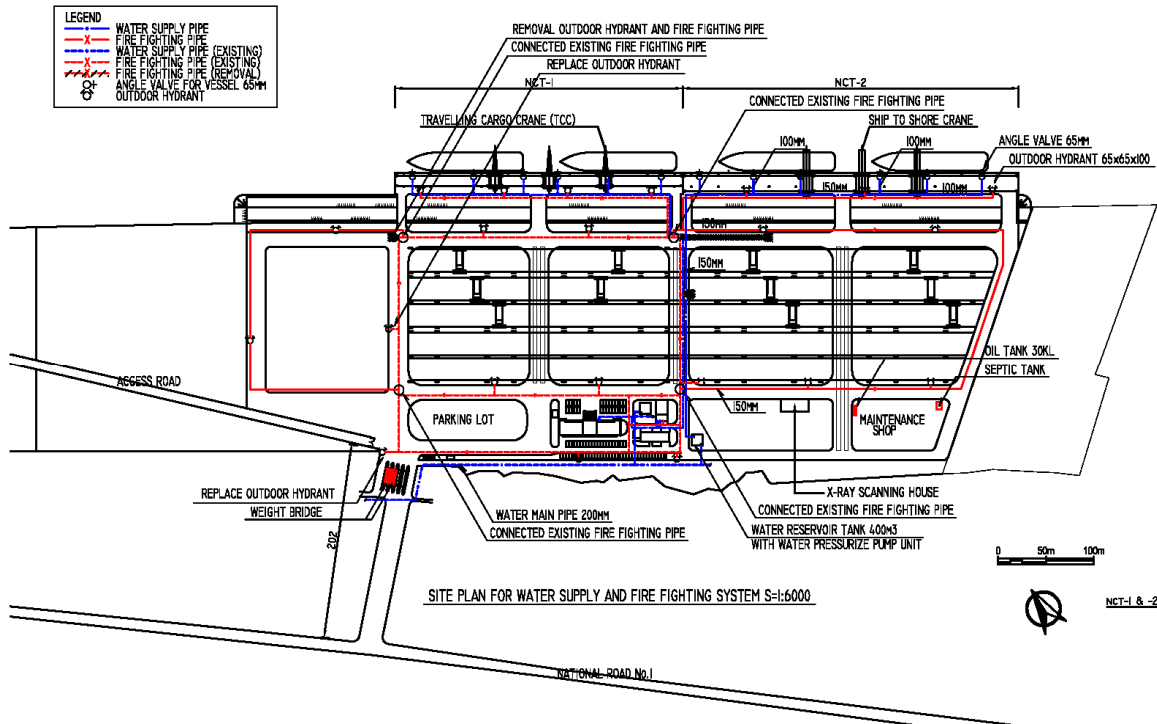 LEGEND
WATER SUPPLY PIPE
FIRE FIGHTING PIPE
WATER SUPPLY PIPE (EXISTING)
FIRE FIGHTING PIPE (EXISTING)
FIRE FIGHTING PIPE (REMOVAL)
ANGLE VALVE FOR VESSEL 65MM
OUTDOOR HYDRANT
REMOVAL OUTDOOR HYDRANT AND FIRE FIGHTING PIPE
CONNECTED EXISTING FIRE FIGHTING PIPE
REPLACE OUTDOOR HYDRANT
NCT-1
NCT-2
CONNECTED EXISTING FIRE FIGHTING PIPE
TRAVELLING CARGO CRANE (TCC)
SHIP TO SHORE CRANE
100MM
100MM
ANGLE VALVE 65MM
OUTDOOR HYDRANT 65x65x100
150MM
100MM
150MM
150MM
OIL TANK 30KL
SEPTIC TANK
ACCESS ROAD
150MM
PARKING LOT
MAINTENANCE
SHOP
REPLACE OUTDOOR HYDRANT
WEIGHT BRIDGE
X-RAY SCANNING HOUSE
CONNECTED EXISTING FIRE FIGHTING PIPE
WATER MAIN PIPE 200MM
CONNECTED EXISTING FIRE FIGHTING PIPE
WATER RESERVOIR TANK 400M3
WITH WATER PRESSURIZE PUMP UNIT
202
0 50m 100m
SITE PLAN FOR WATER SUPPLY AND FIRE FIGHTING SYSTEM S=1:6000
NCT-1 & -2
NATIONAL ROAD No.1